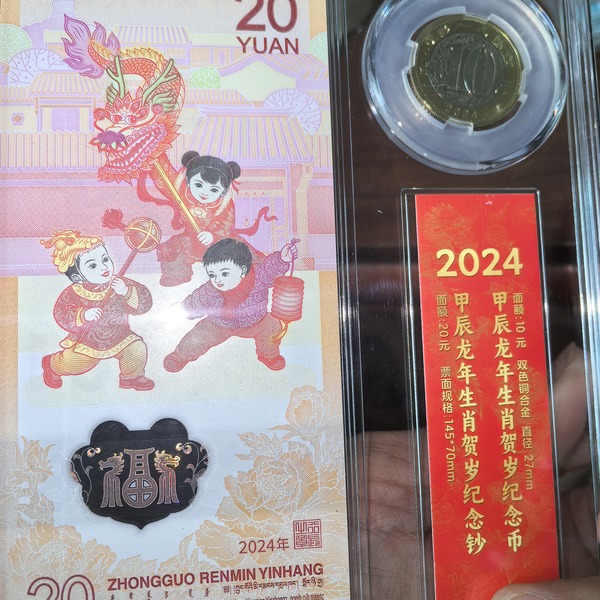 20
YUAN
福
2024年
20
ZHONGGUO RENMIN YINHANG
10
2024
面额:10元 双色铜合金 直径:27mm
甲辰龙年生肖贺岁纪念币
甲辰龙年生肖贺岁纪念钞
面额:20元 票面规格:145*70mm